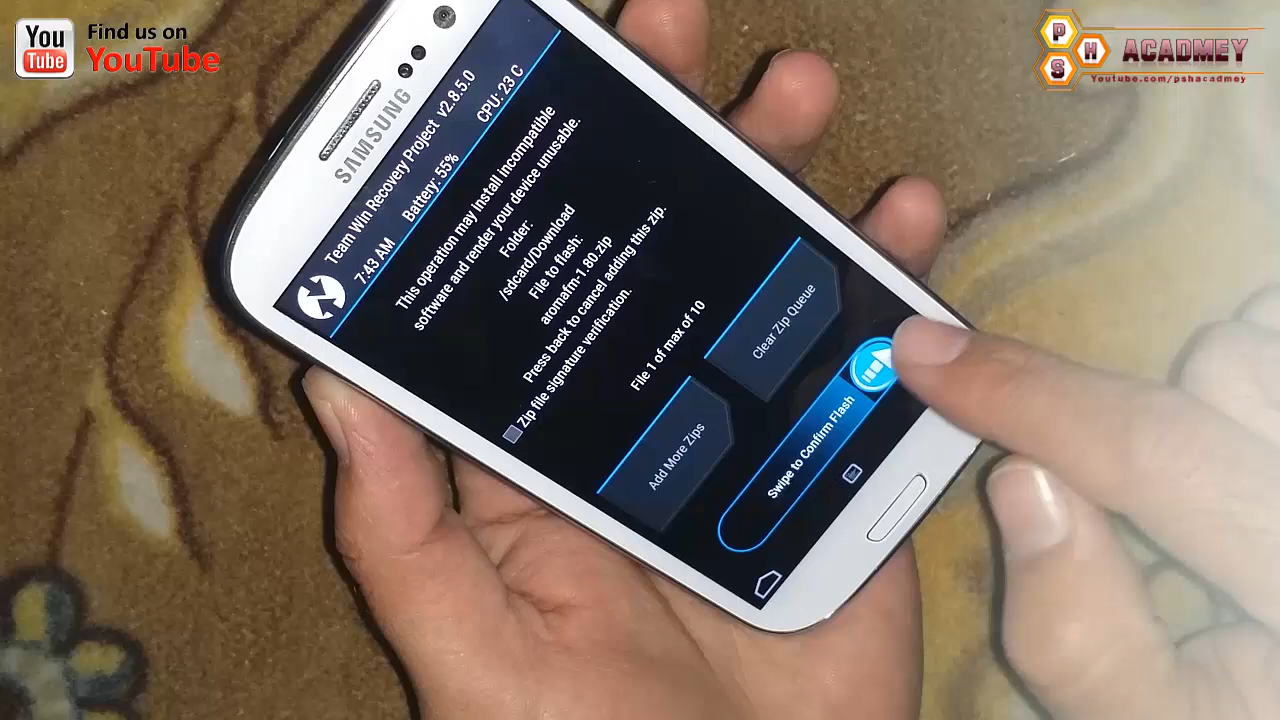 You
Tube
Find us on
YouTube
P
H
S
ACADMEY
Youtube.com/pshacadmey
SAMSUNG
Team Win Recovery Project v2.8.5.0
7:43 AM Battery: 55% CPU: 23 C
This operation may install incompatible
software and render your device unusable.
Folder:
/sdcard/Download
File to flash:
aromafm-1.80.zip
Press back to cancel adding this zip.
Zip file signature verification.
File 1 of max of 10
Add More Zips
Clear Zip Queue
Swipe to Confirm Flash